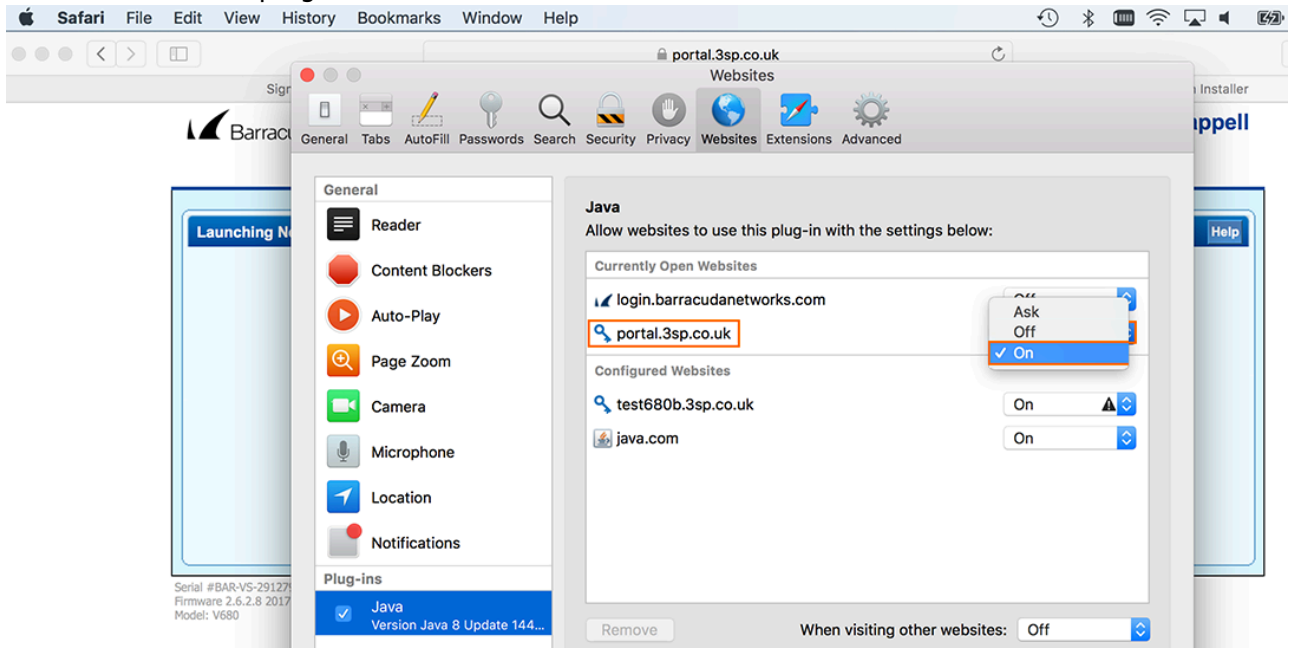 Safari File Edit View History Bookmarks Window Help
portal.3sp.co.uk
Websites
Sign
Installer
General Tabs AutoFill Passwords Search Security Privacy Websites Extensions Advanced
Launching
Help
General
Reader
Content Blockers
Auto-Play
Page Zoom
Camera
Microphone
Location
Notifications
Plug-ins
Java
Version Java 8 Update 144...
Java
Allow websites to use this plug-in with the settings below:
Currently Open Websites
login.barracudanetworks.com
portal.3sp.co.uk
Ask
Off
✓ On
Configured Websites
test680b.3sp.co.uk On
java.com On
Remove When visiting other websites: Off
Serial #BAR-VS-29127
Firmware 2.6.2.8 2017
Model: V680